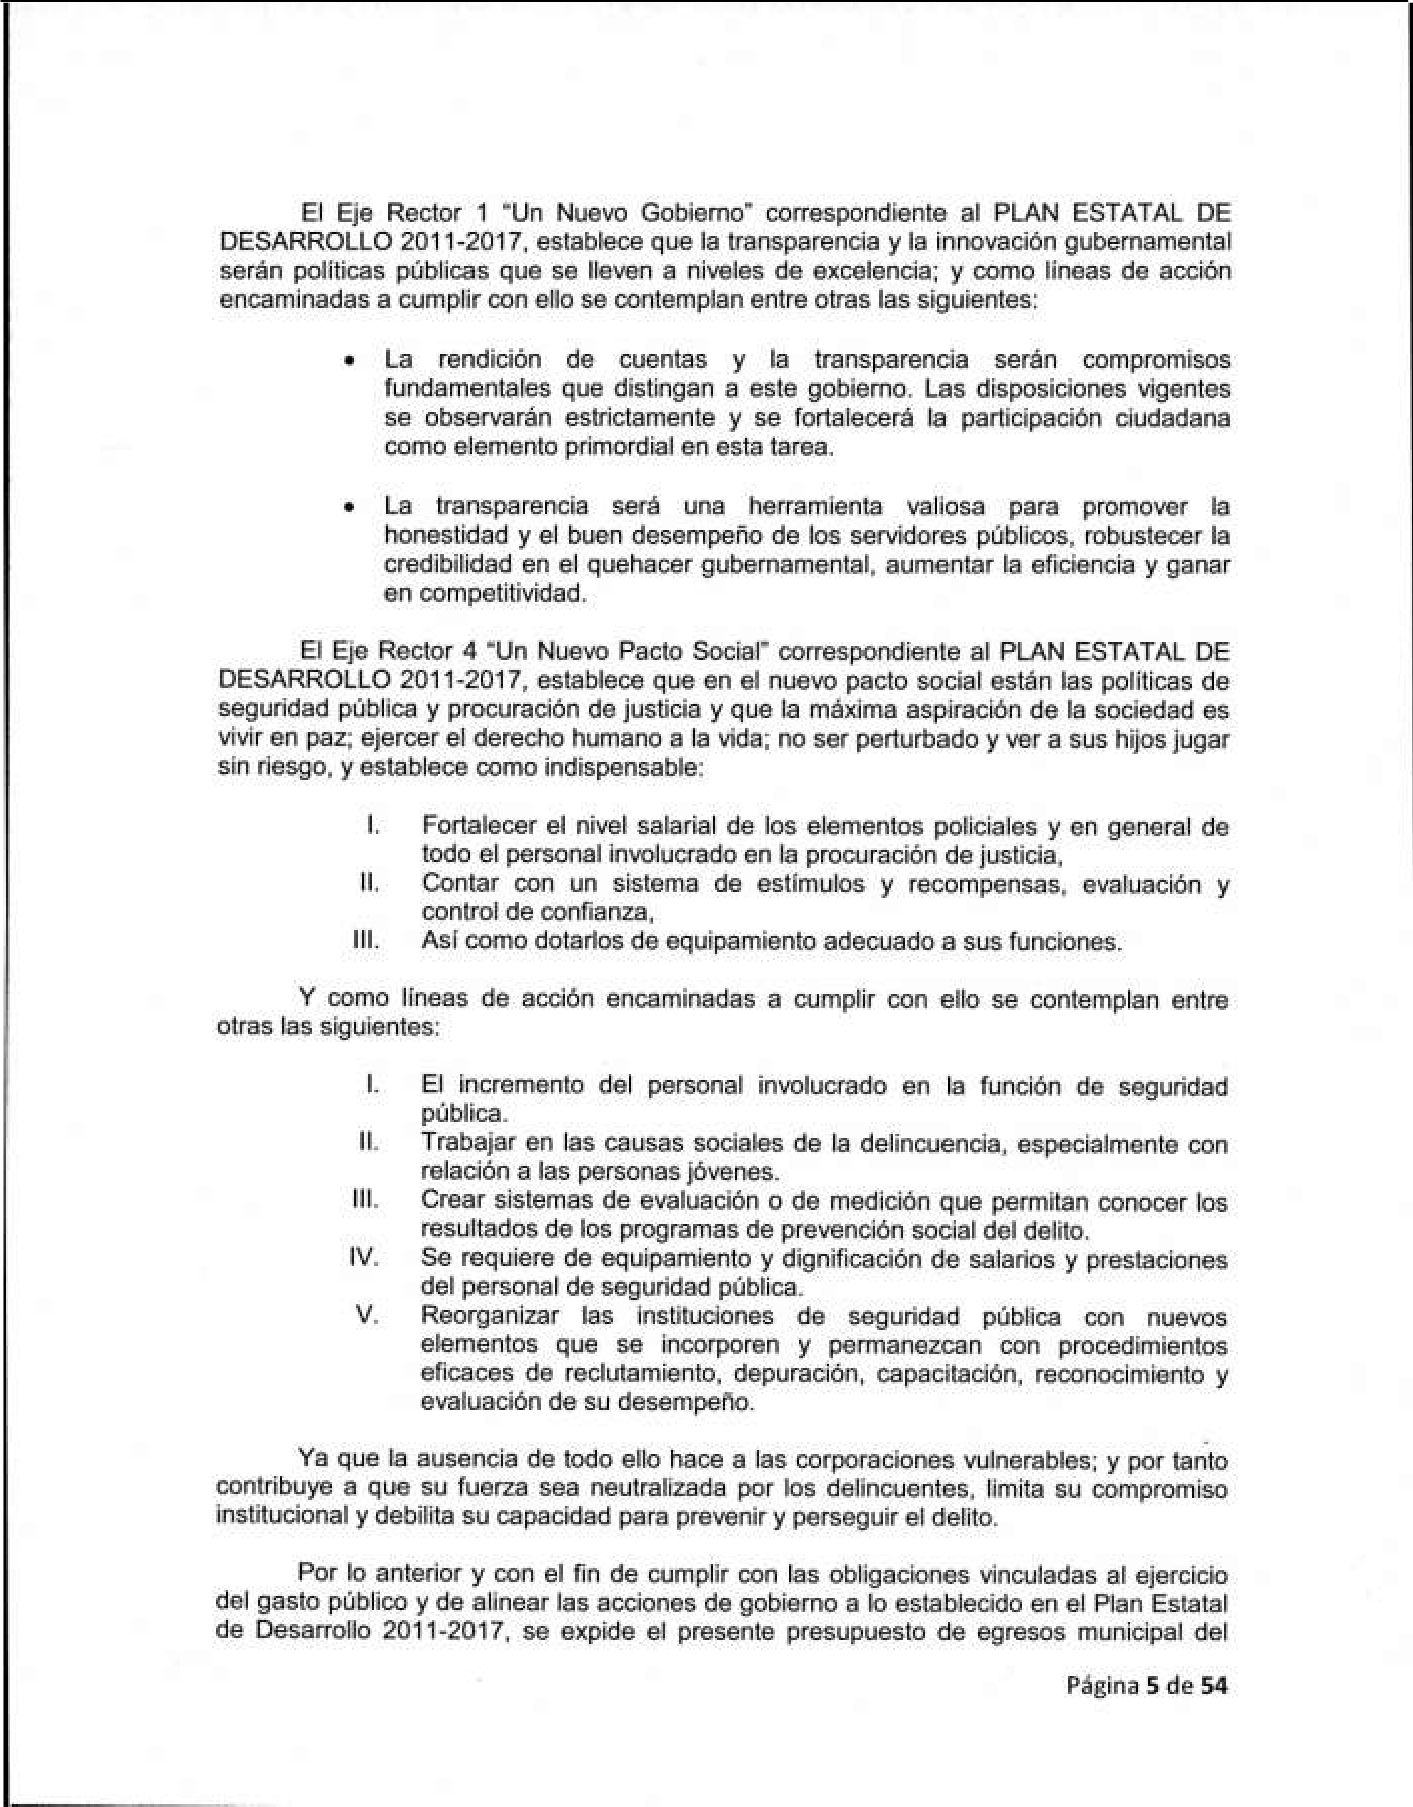 El Eje Rector 1 "Un Nuevo Gobierno" correspondiente al PLAN ESTATAL DE
DESARROLLO 2011-2017, establece que la transparencia y la innovación gubernamental
serán políticas públicas que se lleven a niveles de excelencia; y como líneas de acción
encaminadas a cumplir con ello se contemplan entre otras las siguientes:
• La rendición de cuentas y la transparencia serán compromisos
fundamentales que distingan a este gobierno. Las disposiciones vigentes
se observarán estrictamente y se fortalecerá la participación ciudadana
como elemento primordial en esta tarea.
• La transparencia será una herramienta valiosa para promover la
honestidad y el buen desempeño de los servidores públicos, robustecer la
credibilidad en el quehacer gubernamental, aumentar la eficiencia y ganar
en competitividad.
El Eje Rector 4 "Un Nuevo Pacto Social" correspondiente al PLAN ESTATAL DE
DESARROLLO 2011-2017, establece que en el nuevo pacto social están las políticas de
seguridad pública y procuración de justicia y que la máxima aspiración de la sociedad es
vivir en paz; ejercer el derecho humano a la vida; no ser perturbado y ver a sus hijos jugar
sin riesgo, y establece como indispensable:
I. Fortalecer el nivel salarial de los elementos policiales y en general de
todo el personal involucrado en la procuración de justicia,
II. Contar con un sistema de estímulos y recompensas, evaluación y
control de confianza,
III. Así como dotarlos de equipamiento adecuado a sus funciones.
Y como líneas de acción encaminadas a cumplir con ello se contemplan entre
otras las siguientes:
I. El incremento del personal involucrado en la función de seguridad
pública.
II. Trabajar en las causas sociales de la delincuencia, especialmente con
relación a las personas jóvenes.
III. Crear sistemas de evaluación o de medición que permitan conocer los
resultados de los programas de prevención social del delito.
IV. Se requiere de equipamiento y dignificación de salarios y prestaciones
del personal de seguridad pública.
V. Reorganizar las instituciones de seguridad pública con nuevos
elementos que se incorporen y permanezcan con procedimientos
eficaces de reclutamiento, depuración, capacitación, reconocimiento y
evaluación de su desempeño.
Ya que la ausencia de todo ello hace a las corporaciones vulnerables; y por tanto
contribuye a que su fuerza sea neutralizada por los delincuentes, limita su compromiso
institucional y debilita su capacidad para prevenir y perseguir el delito.
Por lo anterior y con el fin de cumplir con las obligaciones vinculadas al ejercicio
del gasto público y de alinear las acciones de gobierno a lo establecido en el Plan Estatal
de Desarrollo 2011-2017, se expide el presente presupuesto de egresos municipal del
Página 5 de 54